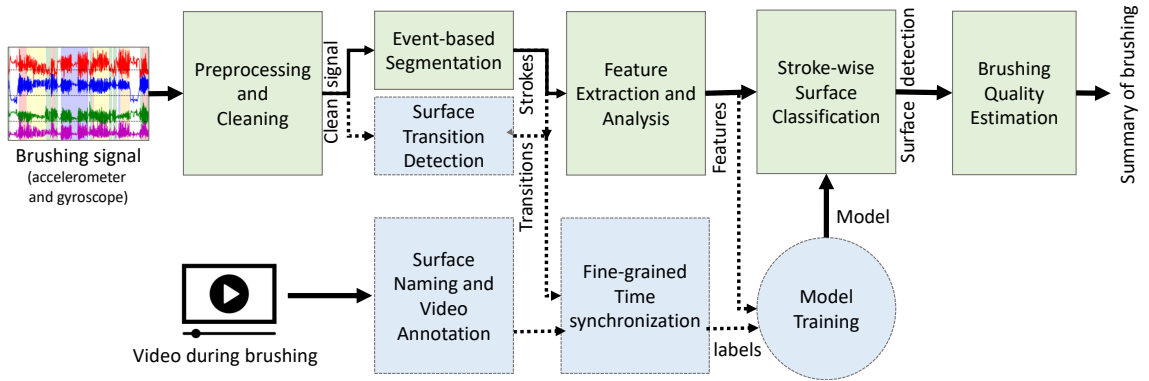 Brushing signal
(accelerometer
and gyroscope)
Preprocessing
and
Cleaning
Clean signal
Event-based
Segmentation
Surface
Transition
Detection
Strokes
Transitions
Feature
Extraction and
Analysis
Features
Stroke-wise
Surface
Classification
Surface detection
Brushing
Quality
Estimation
Summary of brushing
Video during brushing
Surface
Naming and
Video
Annotation
Fine-grained
Time
synchronization
labels
Model
Training
Model